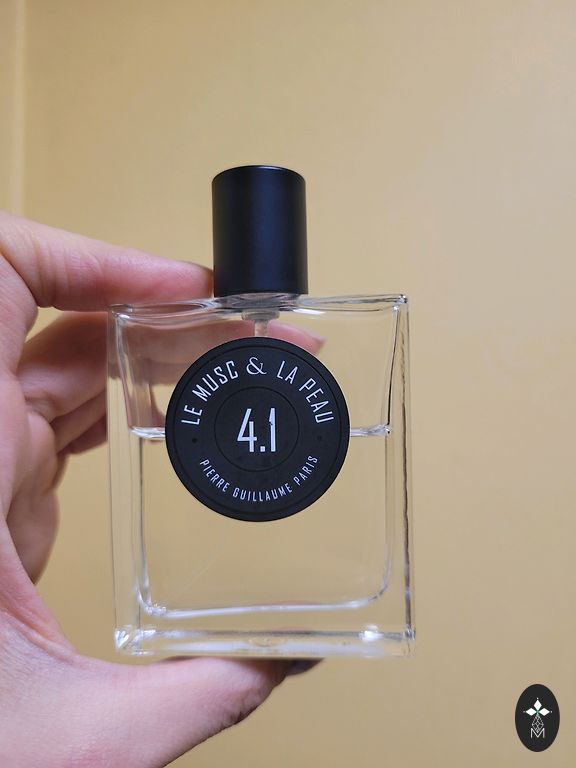 LE MUSC & LA PEAU
4.1
PIERRE GUILLAUME PARIS
M